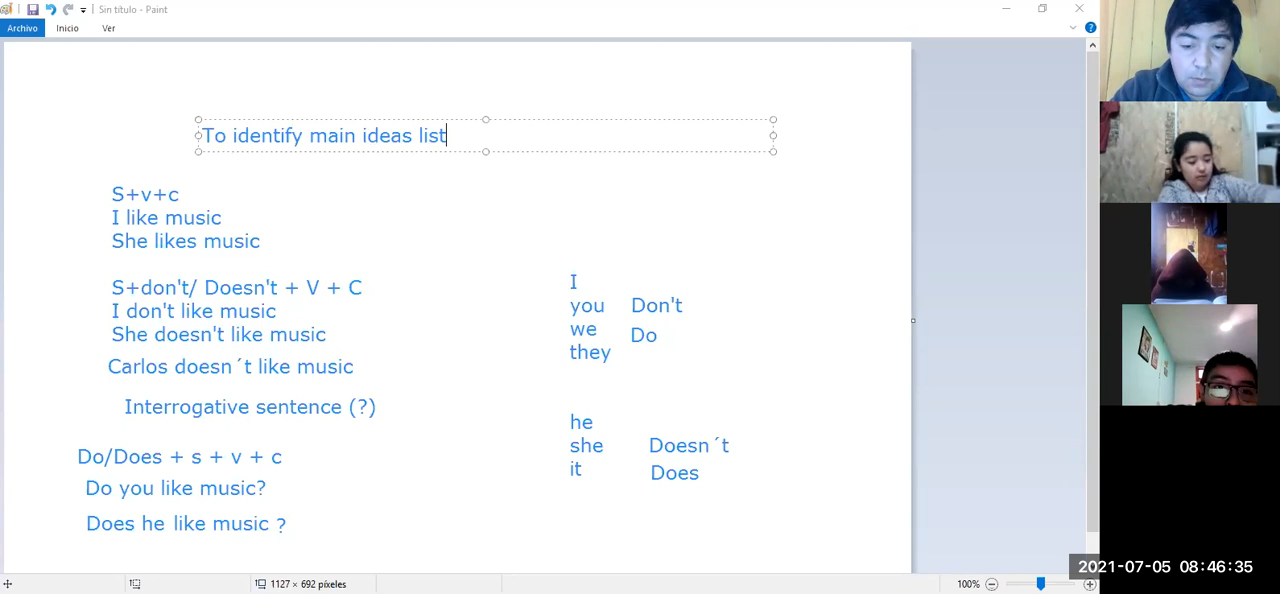 Sin título - Paint
Archivo Inicio Ver
To identify main ideas list
S+v+c
I like music
She likes music
S+don't/ Doesn't + V + C
I don't like music
She doesn't like music
Carlos doesn´t like music
Interrogative sentence (?)
Do/Does + s + v + c
Do you like music?
Does he like music ?
I
you Don't
we Do
they
he
she Doesn´t
it Does
1127 × 692 píxeles
100%
2021-07-05 08:46:35